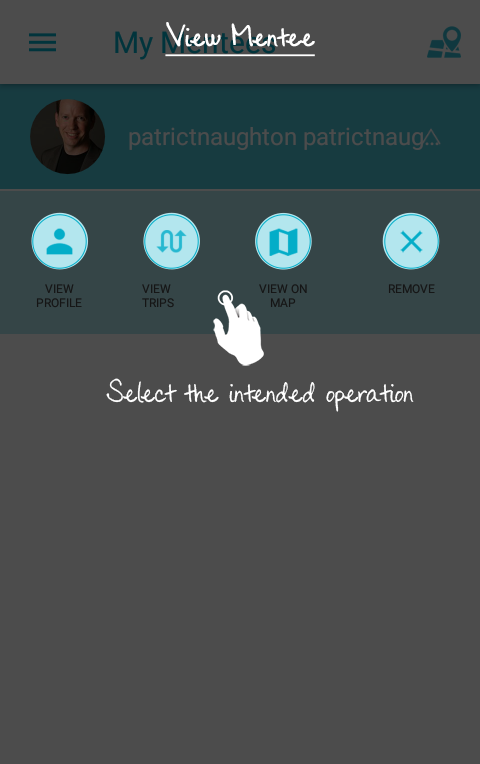 My Mentees
View Mentee
patrictnaughton patrictnaug...
VIEW PROFILE
VIEW TRIPS
VIEW ON MAP
REMOVE
Select the intended operation